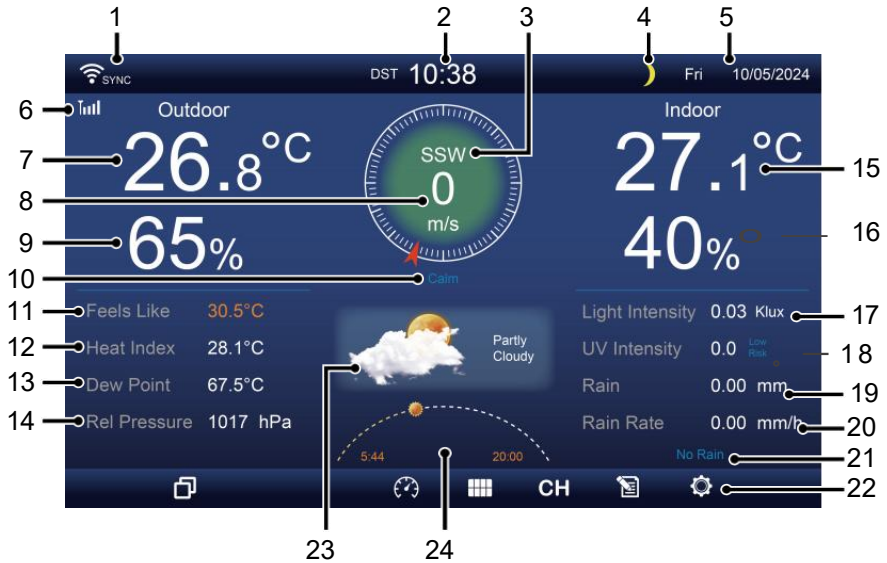 1
2
3
4
5
SYNC
DST 10:38
Fri 10/05/2024
6
Outdoor
Indoor
7
26.8°C
SSW
27.1°C
15
8
0
m/s
9
65%
40%
16
10
Calm
11
Feels Like 30.5°C
Light Intensity 0.03 Klux
17
12
Heat Index 28.1°C
Partly
Cloudy
UV Intensity 0.0 Low
Risk
18
13
Dew Point 67.5°C
Rain 0.00 mm
19
14
Rel Pressure 1017 hPa
Rain Rate 0.00 mm/h
20
5:44
20:00
No Rain
21
CH
22
23
24